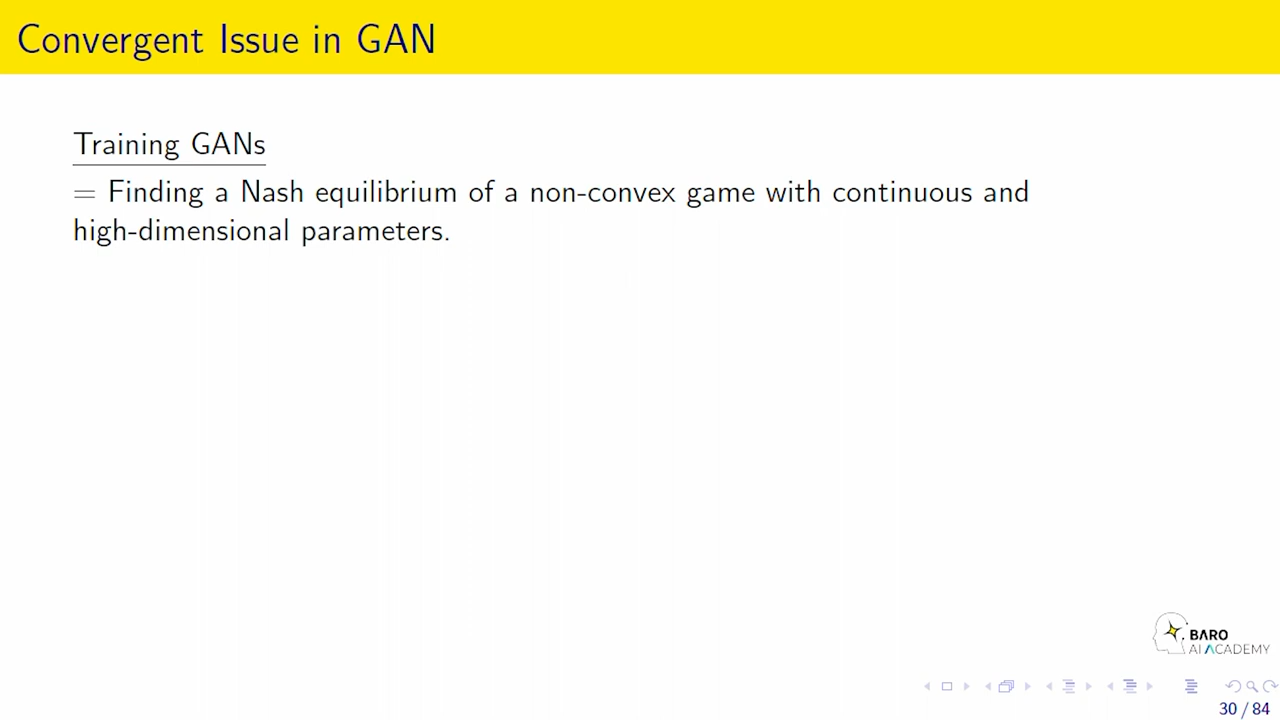 Convergent Issue in GAN
Training GANs
= Finding a Nash equilibrium of a non-convex game with continuous and
high-dimensional parameters.
BARO
AI ACADEMY
30 / 84